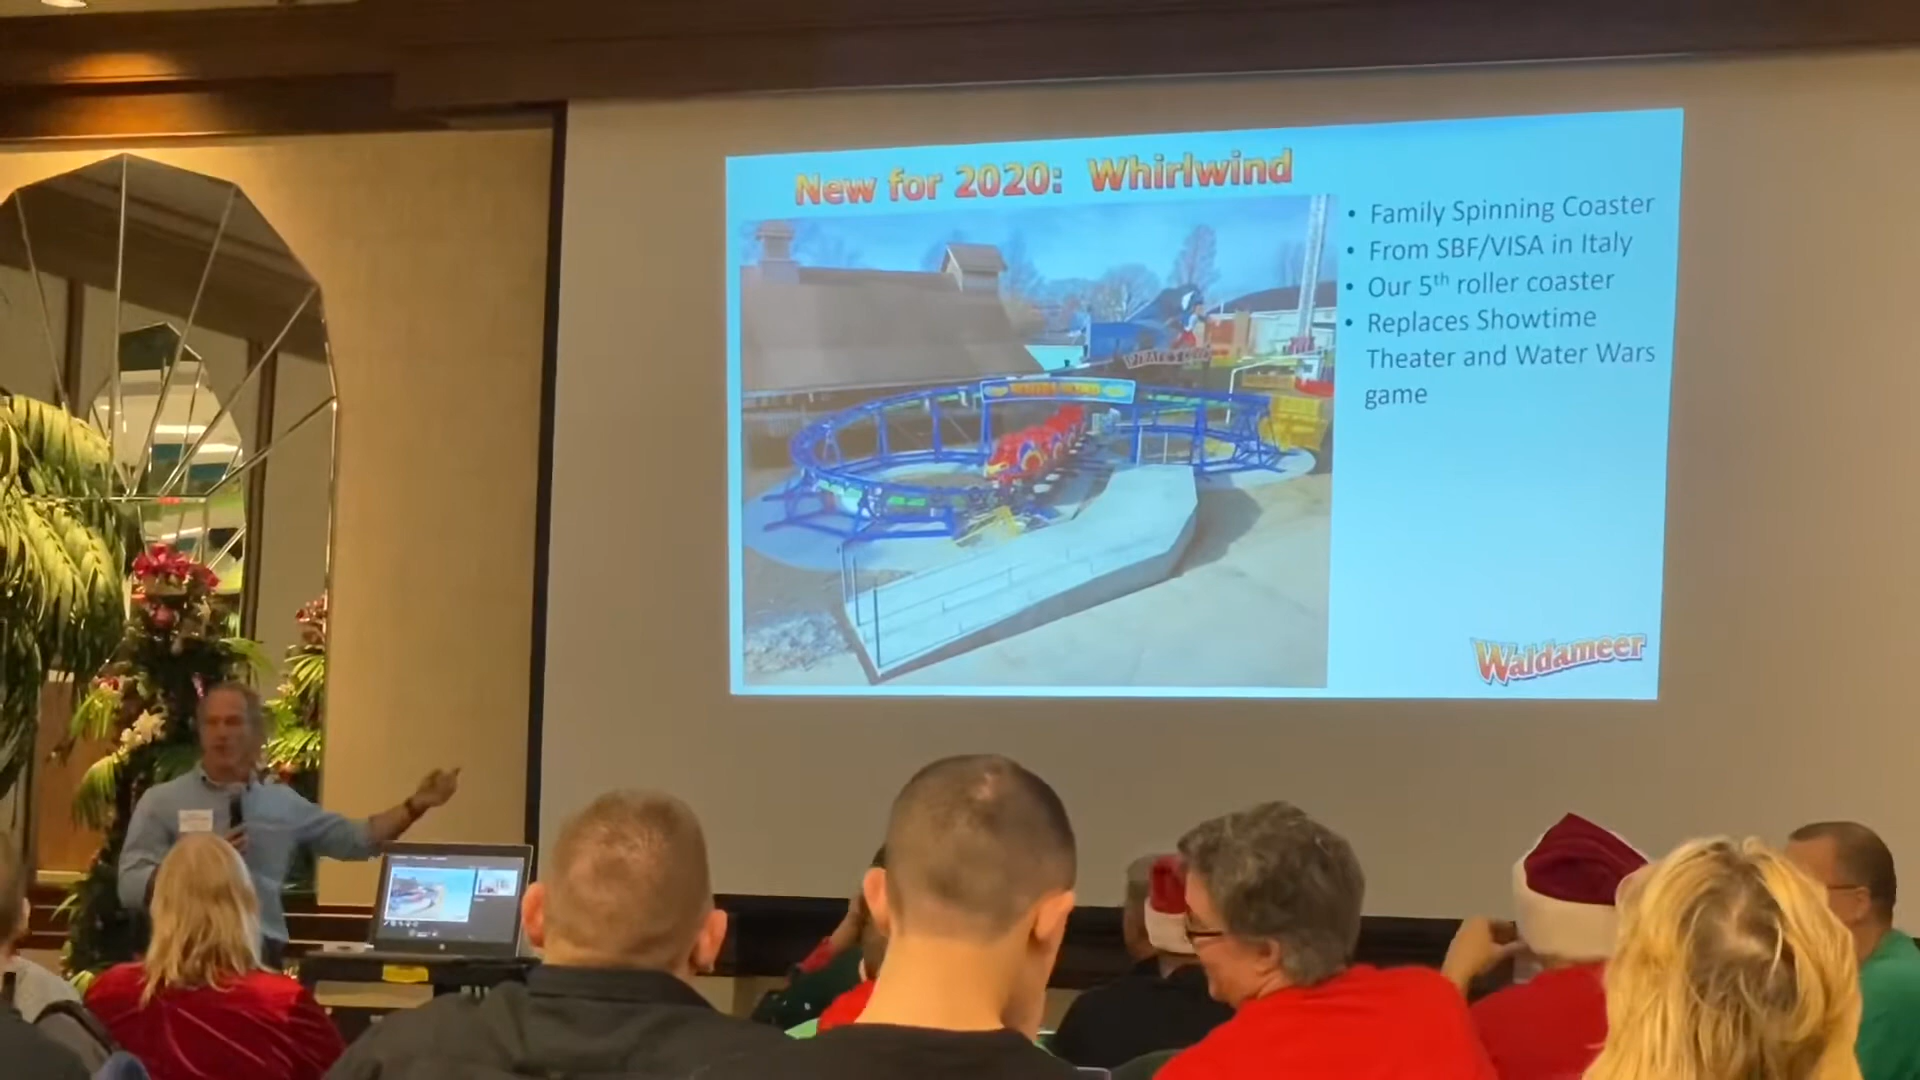 New for 2020: Whirlwind
• Family Spinning Coaster
• From SBF/VISA in Italy
• Our 5th roller coaster
• Replaces Showtime
Theater and Water Wars
game
Waldameer